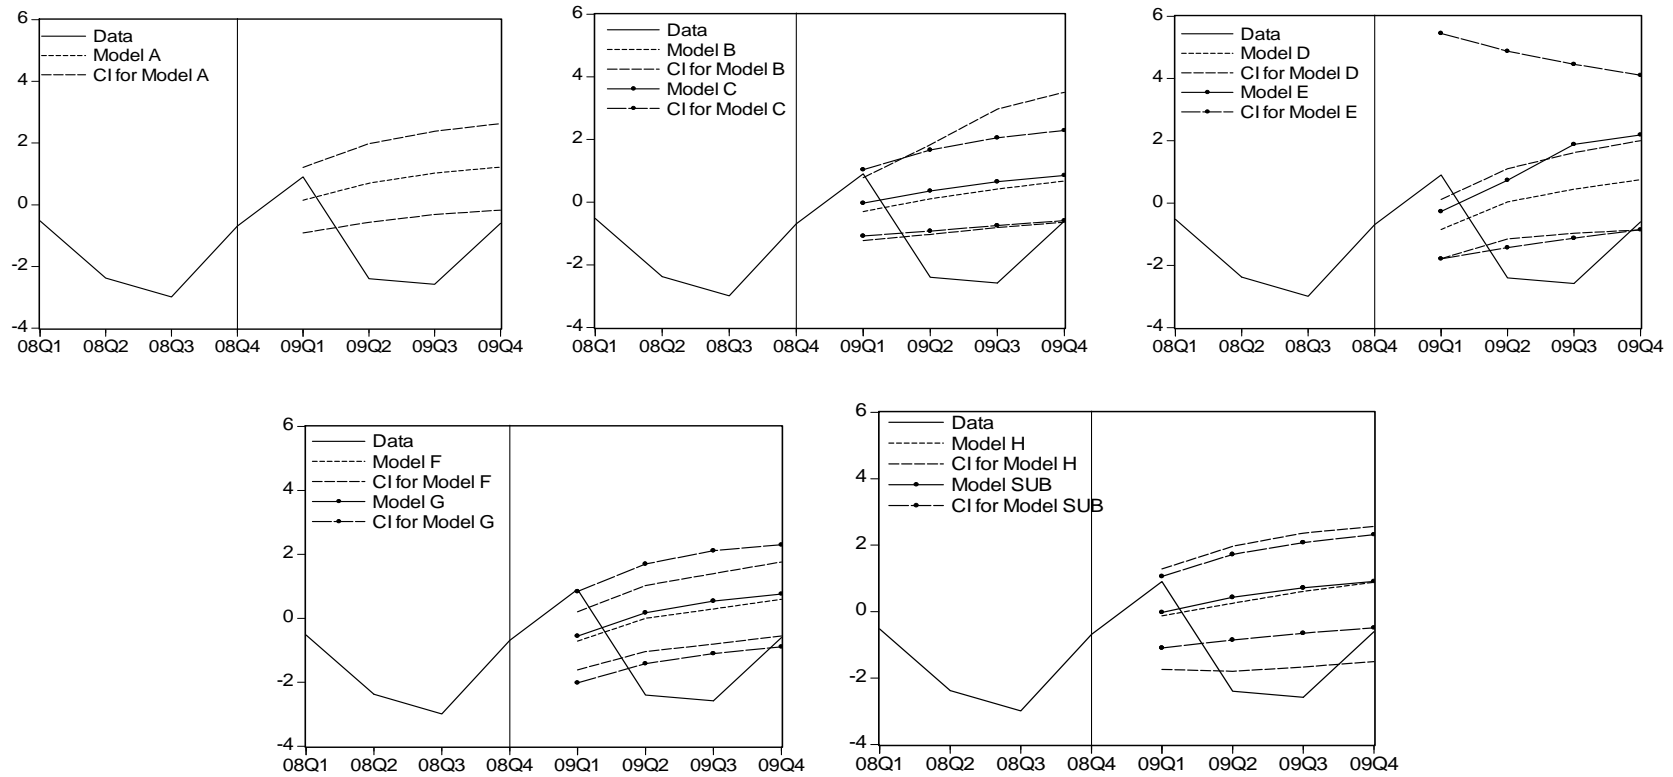 6
4
2
0
-2
-4
Data
Model A
CI for Model A
08Q1 08Q2 08Q3 08Q4 09Q1 09Q2 09Q3 09Q4
6
4
2
0
-2
-4
Data
Model B
CI for Model B
Model C
CI for Model C
08Q1 08Q2 08Q3 08Q4 09Q1 09Q2 09Q3 09Q4
6
4
2
0
-2
-4
Data
Model D
CI for Model D
Model E
CI for Model E
08Q1 08Q2 08Q3 08Q4 09Q1 09Q2 09Q3 09Q4
6
4
2
0
-2
-4
Data
Model F
CI for Model F
Model G
CI for Model G
08Q1 08Q2 08Q3 08Q4 09Q1 09Q2 09Q3 09Q4
6
4
2
0
-2
-4
Data
Model H
CI for Model H
Model SUB
CI for Model SUB
08Q1 08Q2 08Q3 08Q4 09Q1 09Q2 09Q3 09Q4